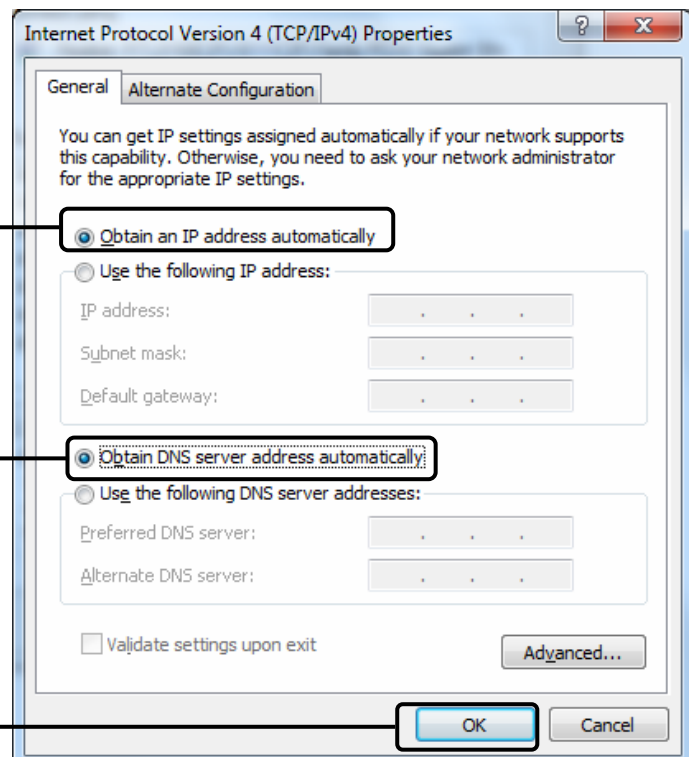 Internet Protocol Version 4 (TCP/IPv4) Properties
?
X
General
Alternate Configuration
You can get IP settings assigned automatically if your network supports
this capability. Otherwise, you need to ask your network administrator
for the appropriate IP settings.
Obtain an IP address automatically
Use the following IP address:
IP address:
. . .
Subnet mask:
. . .
Default gateway:
. . .
Obtain DNS server address automatically
Use the following DNS server addresses:
Preferred DNS server:
. . .
Alternate DNS server:
. . .
Validate settings upon exit
Advanced...
OK
Cancel